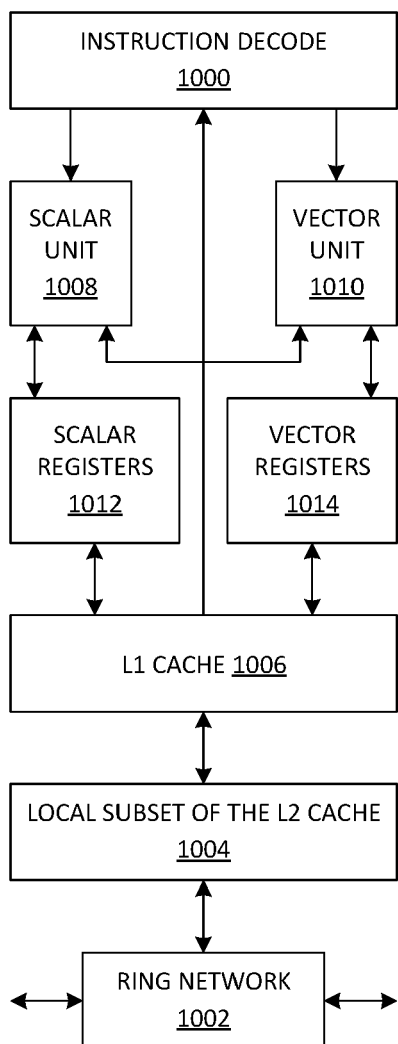 INSTRUCTION DECODE
1000
SCALAR
UNIT
1008
VECTOR
UNIT
1010
SCALAR
REGISTERS
1012
VECTOR
REGISTERS
1014
L1 CACHE 1006
LOCAL SUBSET OF THE L2 CACHE
1004
RING NETWORK
1002